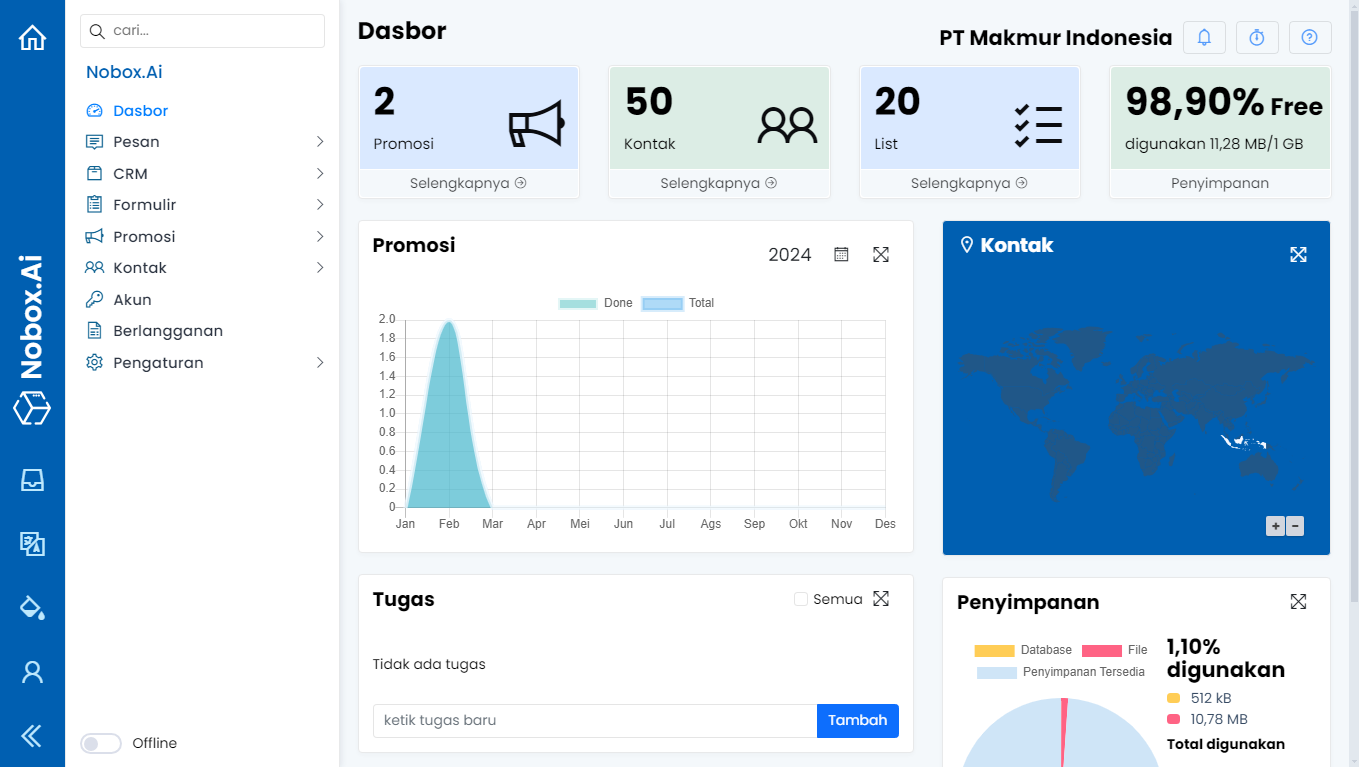 Nobox.Ai
cari...
Nobox.Ai
Dasbor
Pesan
CRM
Formulir
Promosi
Kontak
Akun
Berlangganan
Pengaturan
Offline
Dasbor
PT Makmur Indonesia
2
Promosi
Selengkapnya
50
Kontak
Selengkapnya
20
List
Selengkapnya
98,90% Free
digunakan 11,28 MB/1 GB
Penyimpanan
Promosi
2024
Done Total
2.0
1.8
1.6
1.4
1.2
1.0
0.8
0.6
0.4
0.2
0
Jan Feb Mar Apr Mei Jun Jul Ags Sep Okt Nov Des
Kontak
+ −
Tugas
Semua
Tidak ada tugas
ketik tugas baru
Tambah
Penyimpanan
Database File
Penyimpanan Tersedia
1,10%
digunakan
512 kB
10,78 MB
Total digunakan